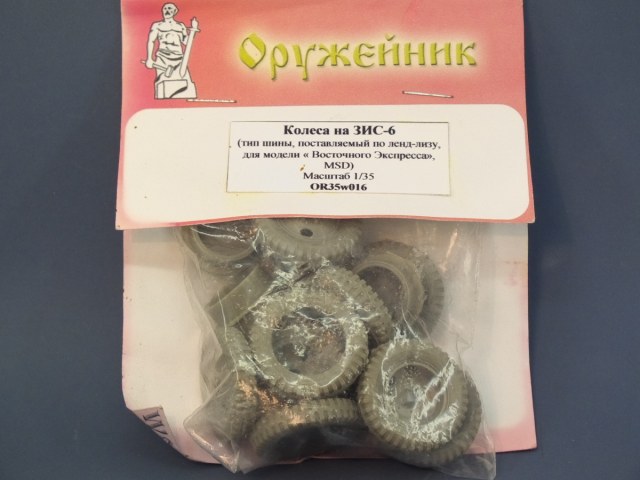 Оружейник
Колеса на ЗИС-6
(тип шины, поставляемый по ленд-лизу,
для модели « Восточного Экспресса»,
MSD)
Масштаб 1/35
OR35w016